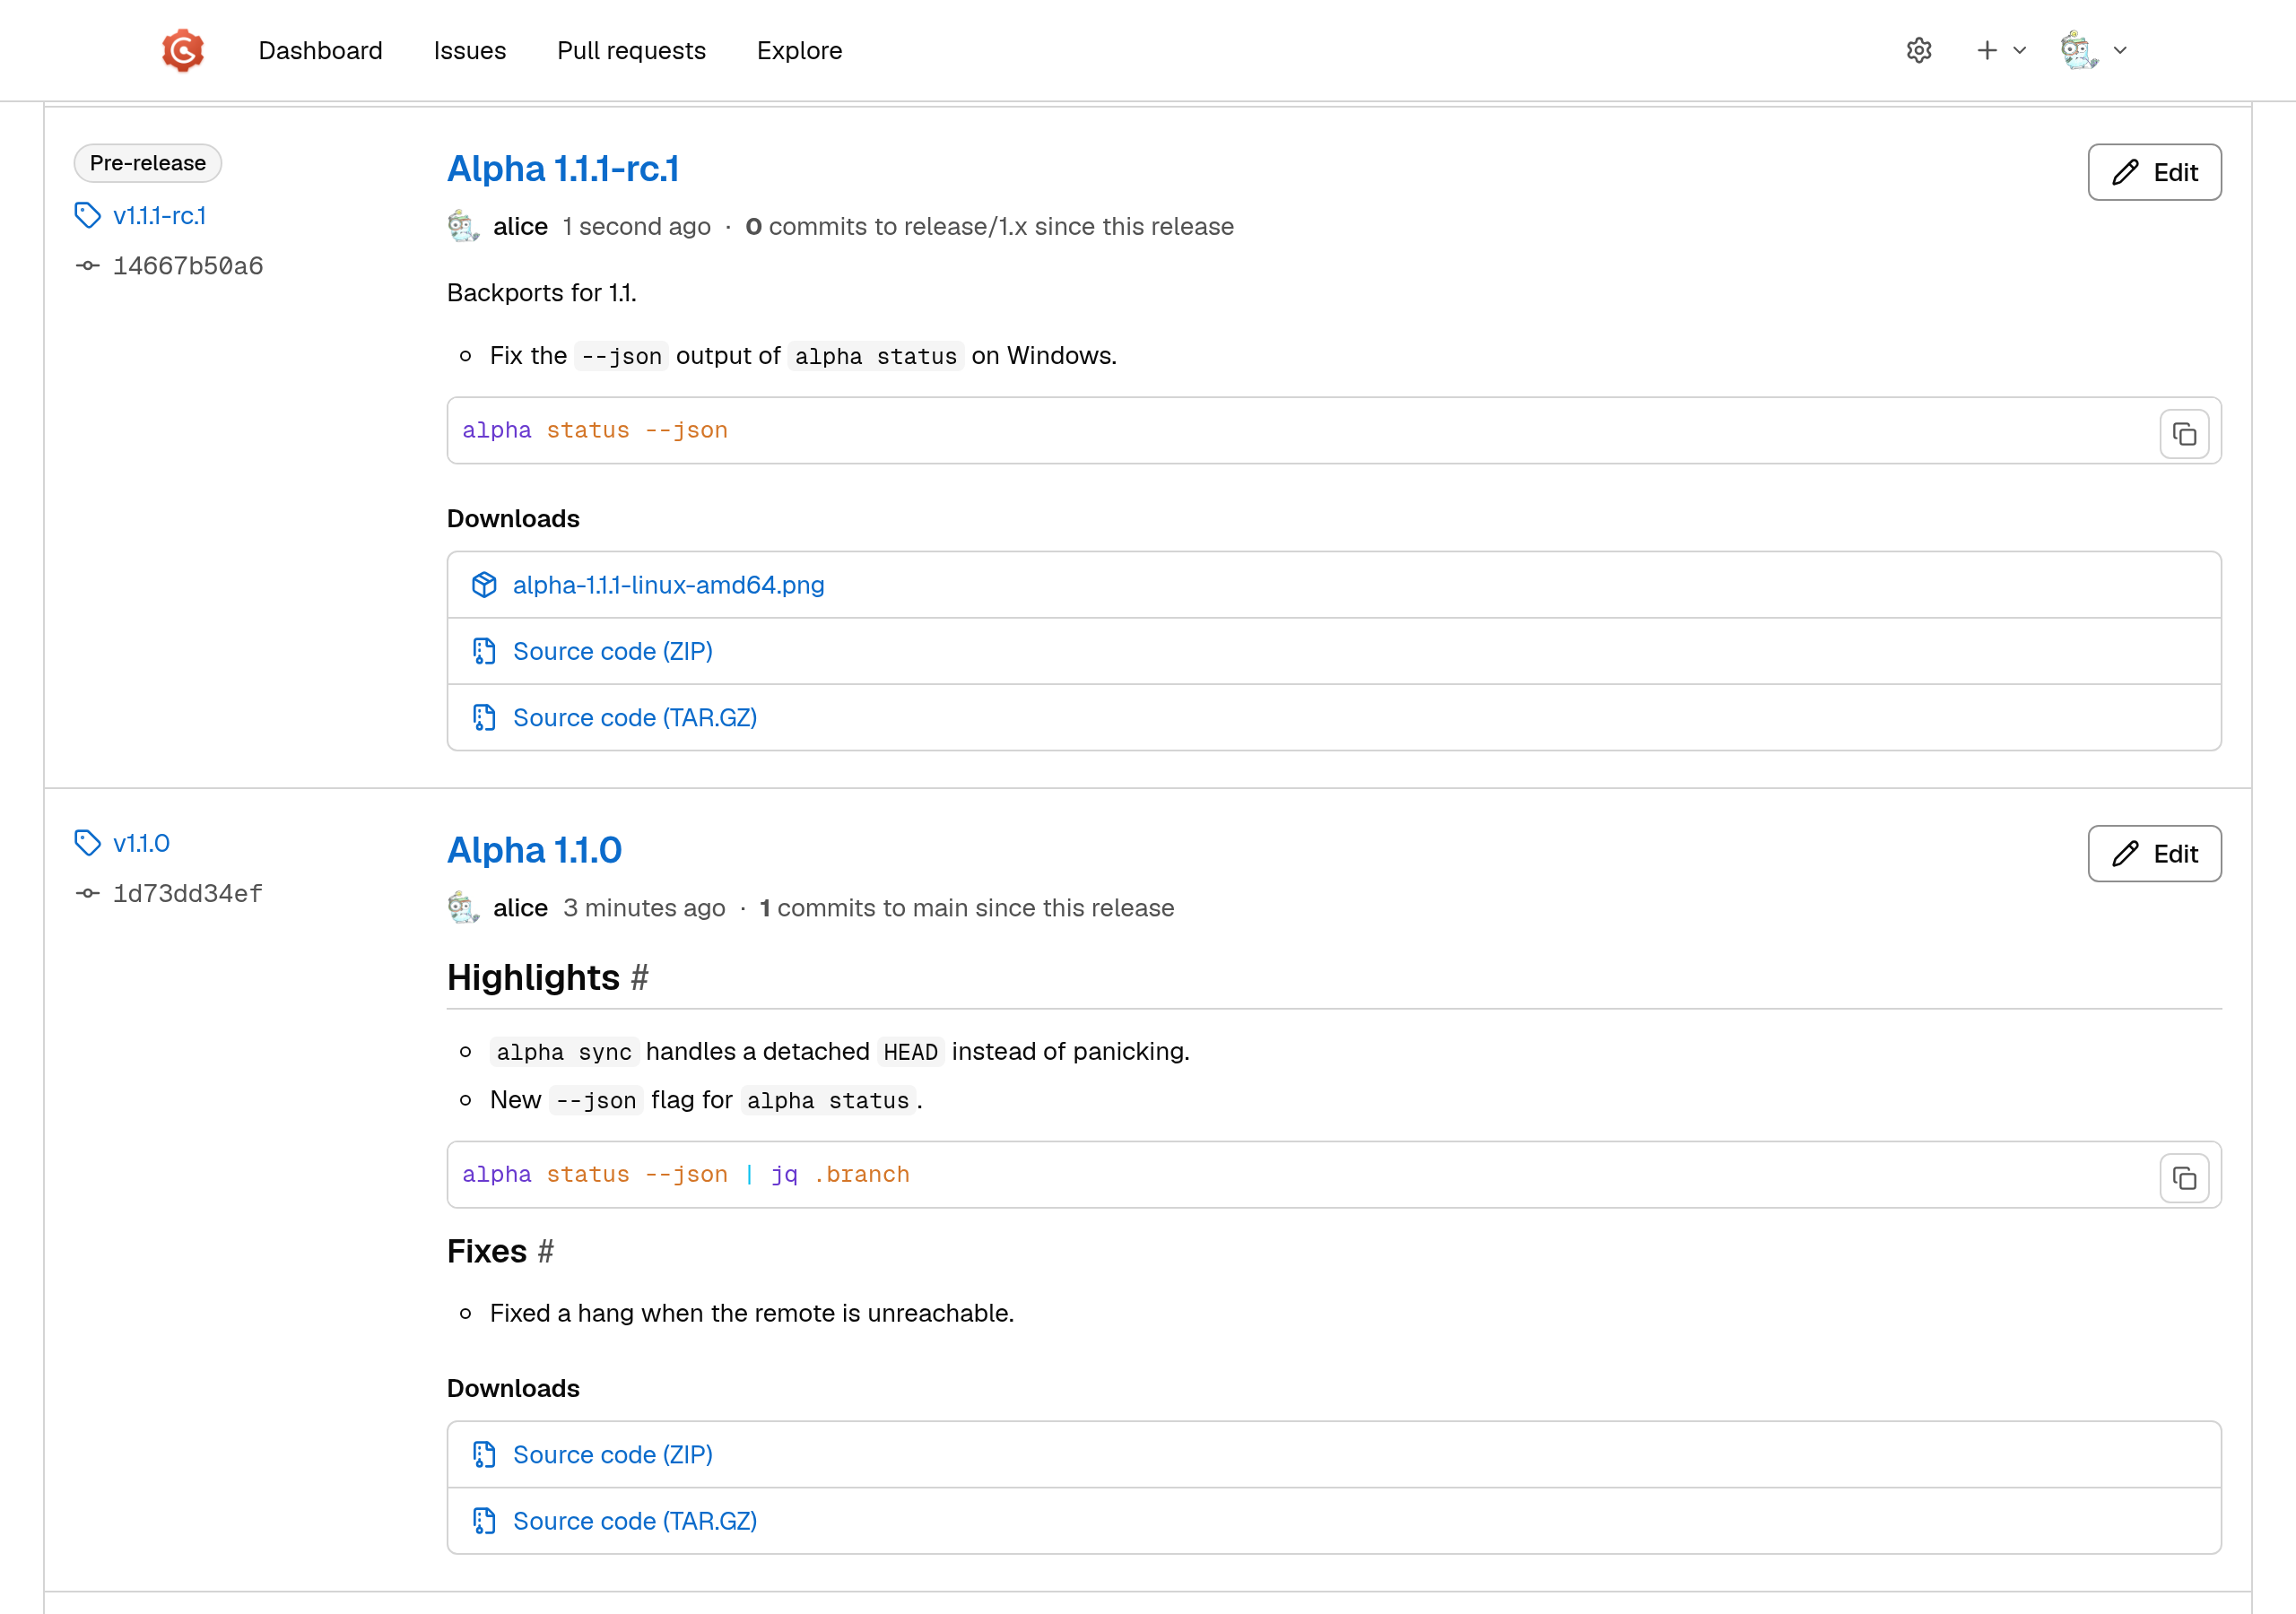 Dashboard Issues Pull requests Explore
Pre-release
v1.1.1-rc.1
14667b50a6
Alpha 1.1.1-rc.1
Edit
alice 1 second ago · 0 commits to release/1.x since this release
Backports for 1.1.
Fix the --json output of alpha status on Windows.
alpha status --json
Downloads
alpha-1.1.1-linux-amd64.png
Source code (ZIP)
Source code (TAR.GZ)
v1.1.0
1d73dd34ef
Alpha 1.1.0
Edit
alice 3 minutes ago · 1 commits to main since this release
Highlights #
alpha sync handles a detached HEAD instead of panicking.
New --json flag for alpha status.
alpha status --json | jq .branch
Fixes #
Fixed a hang when the remote is unreachable.
Downloads
Source code (ZIP)
Source code (TAR.GZ)